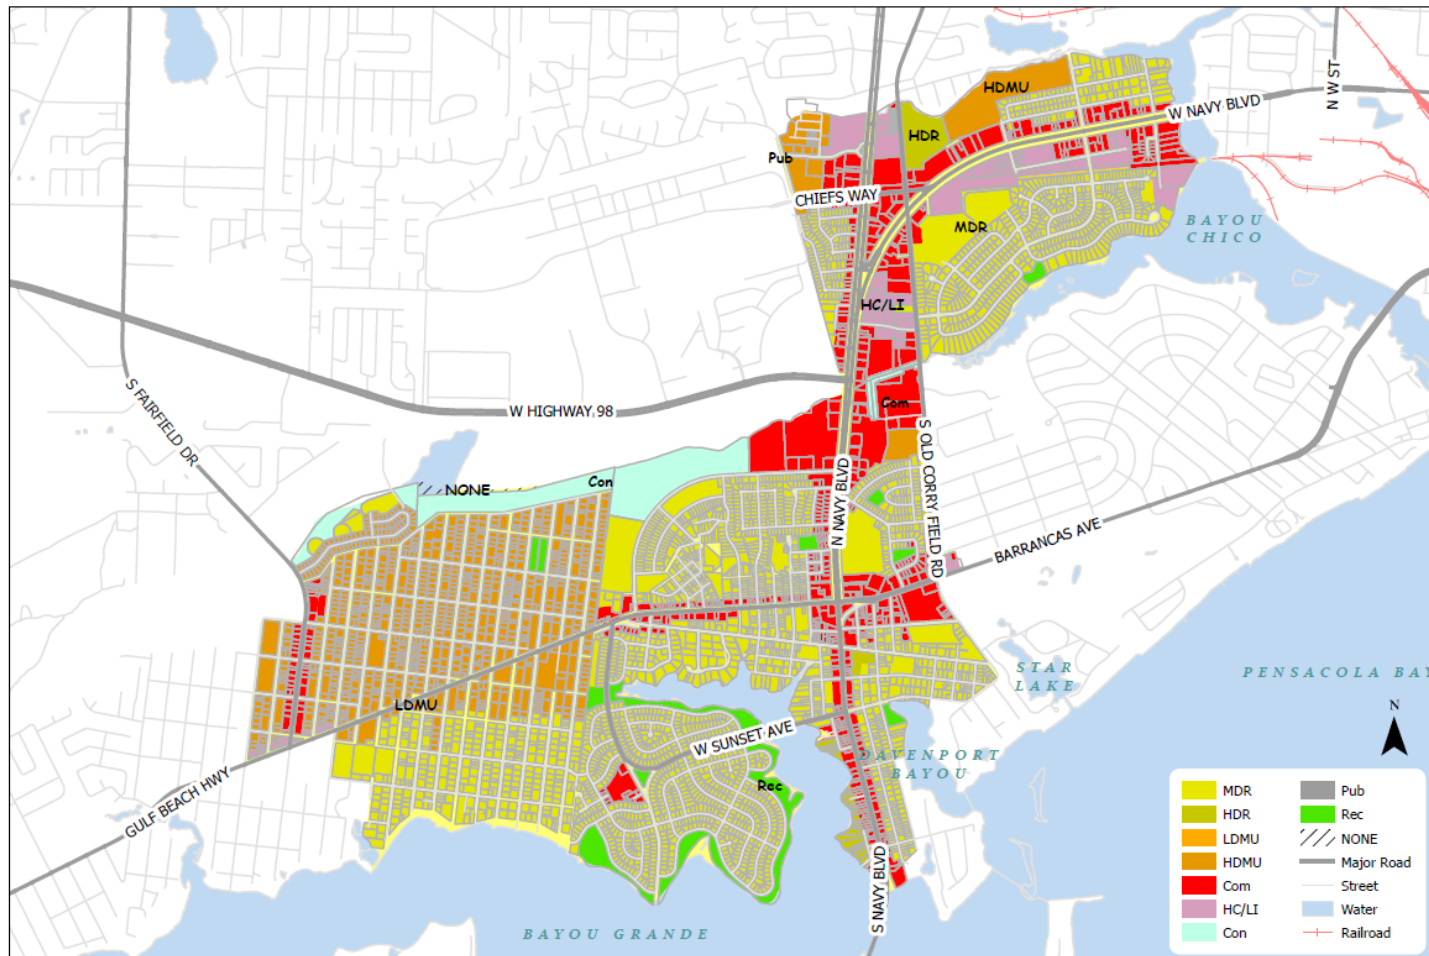 HDMU
N W ST
W NAVY BLVD
HDR
Pub
CHIEFS WAY
BAYOU
CHICO
MDR
HC/LI
S FAIRFIELD DR
W HIGHWAY 98
Com
S OLD CORRY FIELD RD
Con
NONE
N NAVY BLVD
BARRANCAS AVE
STAR
LAKE
PENSACOLA BAY
LDMU
N
W SUNSET AVE
DAVENPORT
BAYOU
Rec
GULF BEACH HWY
S NAVY BLVD
BAYOU GRANDE
MDR
HDR
LDMU
HDMU
Com
HC/LI
Con
Pub
Rec
NONE
Major Road
Street
Water
Railroad